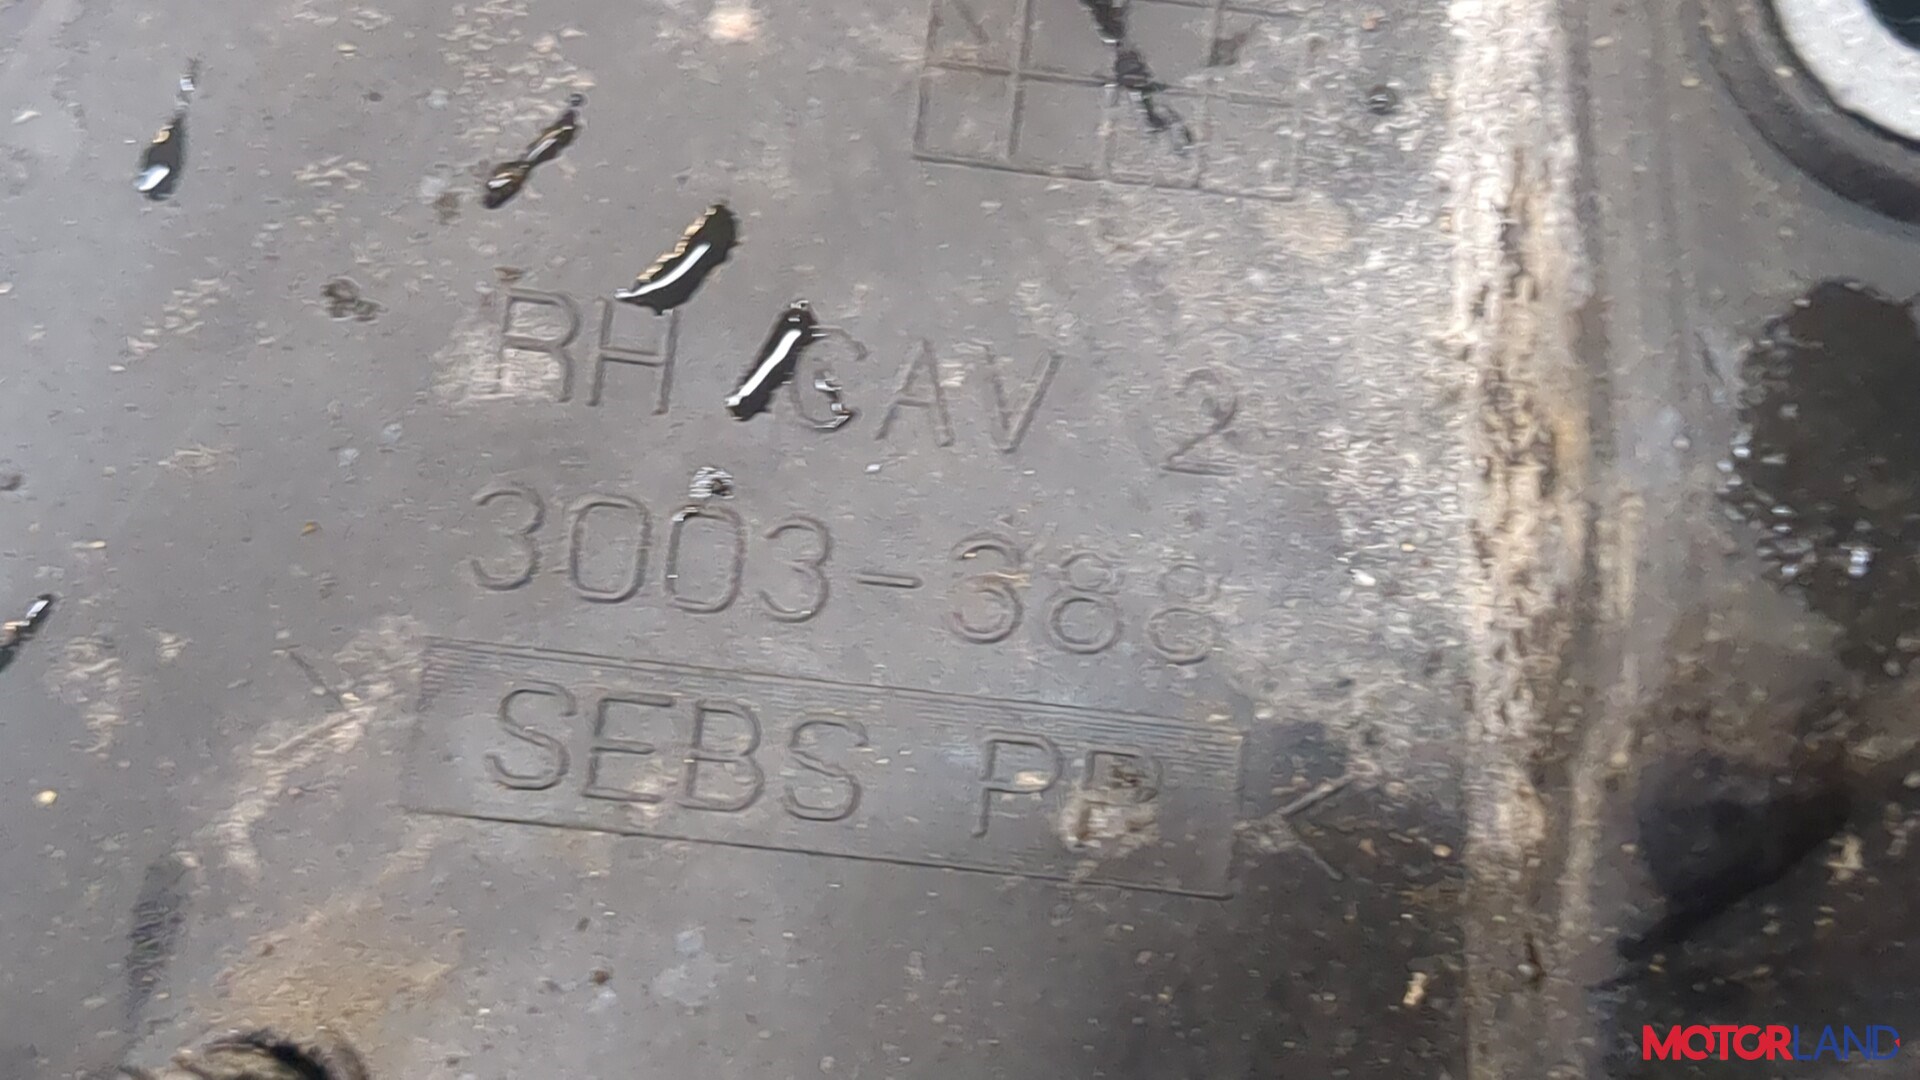 RH CAV 2
3003-388
SEBS PP <
MOTORLAND